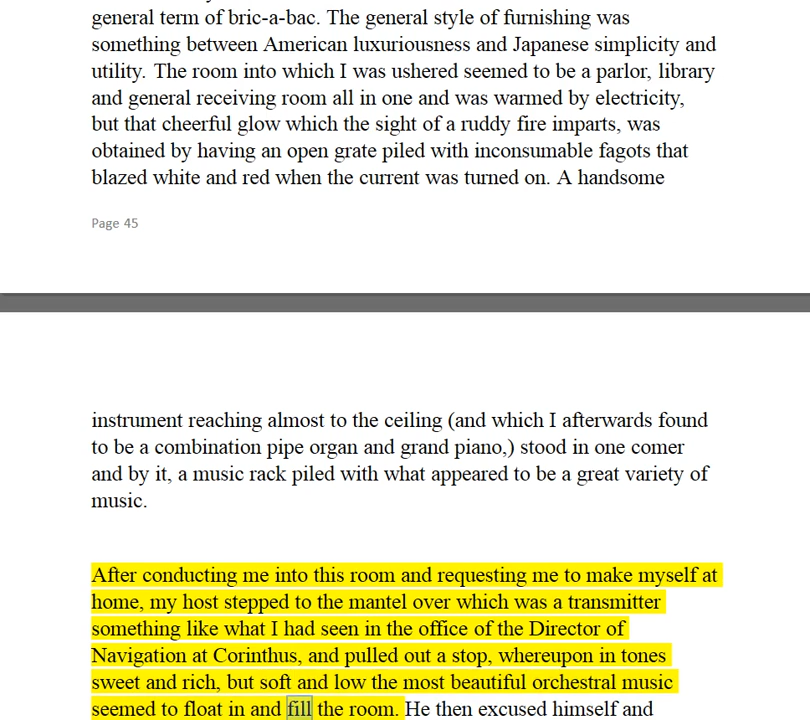 general term of bric-a-bac. The general style of furnishing was
something between American luxuriousness and Japanese simplicity and
utility. The room into which I was ushered seemed to be a parlor, library
and general receiving room all in one and was warmed by electricity,
but that cheerful glow which the sight of a ruddy fire imparts, was
obtained by having an open grate piled with inconsumable fagots that
blazed white and red when the current was turned on. A handsome
Page 45
instrument reaching almost to the ceiling (and which I afterwards found
to be a combination pipe organ and grand piano,) stood in one comer
and by it, a music rack piled with what appeared to be a great variety of
music.
After conducting me into this room and requesting me to make myself at
home, my host stepped to the mantel over which was a transmitter
something like what I had seen in the office of the Director of
Navigation at Corinthus, and pulled out a stop, whereupon in tones
sweet and rich, but soft and low the most beautiful orchestral music
seemed to float in and fill the room. He then excused himself and